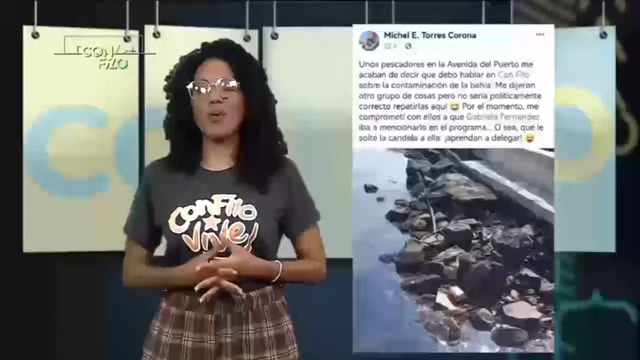 CON
FILO
CON FILO
Con Filo
Vive!
Michel E. Torres Corona
22 h
Unos pescadores en la Avenida del Puerto me
acaban de decir que debo hablar en Con Filo
sobre la contaminación de la bahía. Me dijeron
otro grupo de cosas pero no sería políticamente
correcto repetirlas aquí 😂 Por el momento, me
comprometí con ellos a que Gabriela Fernández
iba a mencionarlo en el programa... O sea, que le
solté la candela a ella: ¡aprendan a delegar! 😅